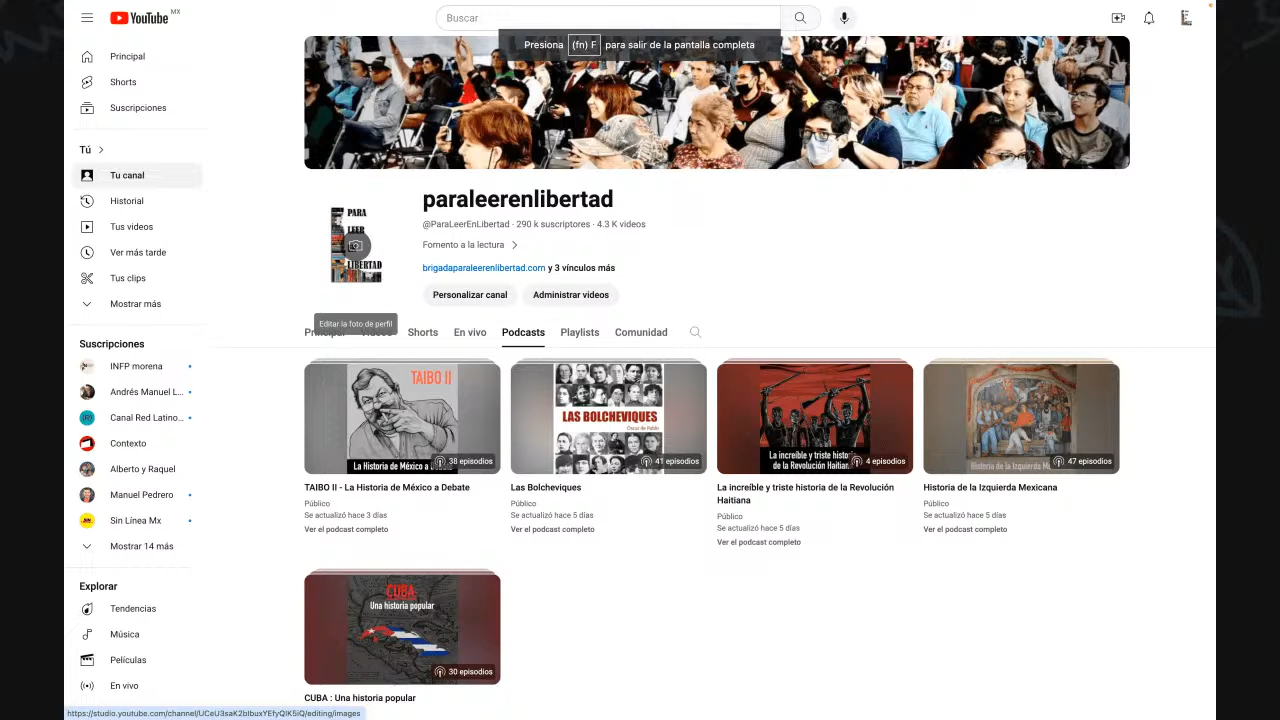 YouTube MX
Buscar
Presiona (fn) F para salir de la pantalla completa
Principal
Shorts
Suscripciones
Tú
Tu canal
Historial
Tus videos
Ver más tarde
Tus clips
Mostrar más
Suscripciones
INFP morena
Andrés Manuel L...
Canal Red Latino...
Contexto
Alberto y Raquel
Manuel Pedrero
Sin Línea Mx
Mostrar 14 más
Explorar
Tendencias
Música
Películas
En vivo
PARA
LEER
LIBERTAD
paraleerenlibertad
@ParaLeerEnLibertad · 290 k suscriptores · 4.3 K videos
Fomento a la lectura
brigadaparaleerenlibertad.com y 3 vínculos más
Personalizar canal
Administrar videos
Editar la foto de perfil
Principal
Shorts
En vivo
Podcasts
Playlists
Comunidad
TAIBO II
La Historia de México a Debate
38 episodios
TAIBO II - La Historia de México a Debate
Público
Se actualizó hace 3 días
Ver el podcast completo
LAS BOLCHEVIQUES
Óscar de Pablo
41 episodios
Las Bolcheviques
Público
Se actualizó hace 5 días
Ver el podcast completo
La increíble y triste historia
de la Revolución Haitiana
4 episodios
La increíble y triste historia de la Revolución
Haitiana
Público
Se actualizó hace 5 días
Ver el podcast completo
Historia de la Izquierda
47 episodios
Historia de la Izquierda Mexicana
Público
Se actualizó hace 5 días
Ver el podcast completo
CUBA
Una historia popular
30 episodios
CUBA : Una historia popular